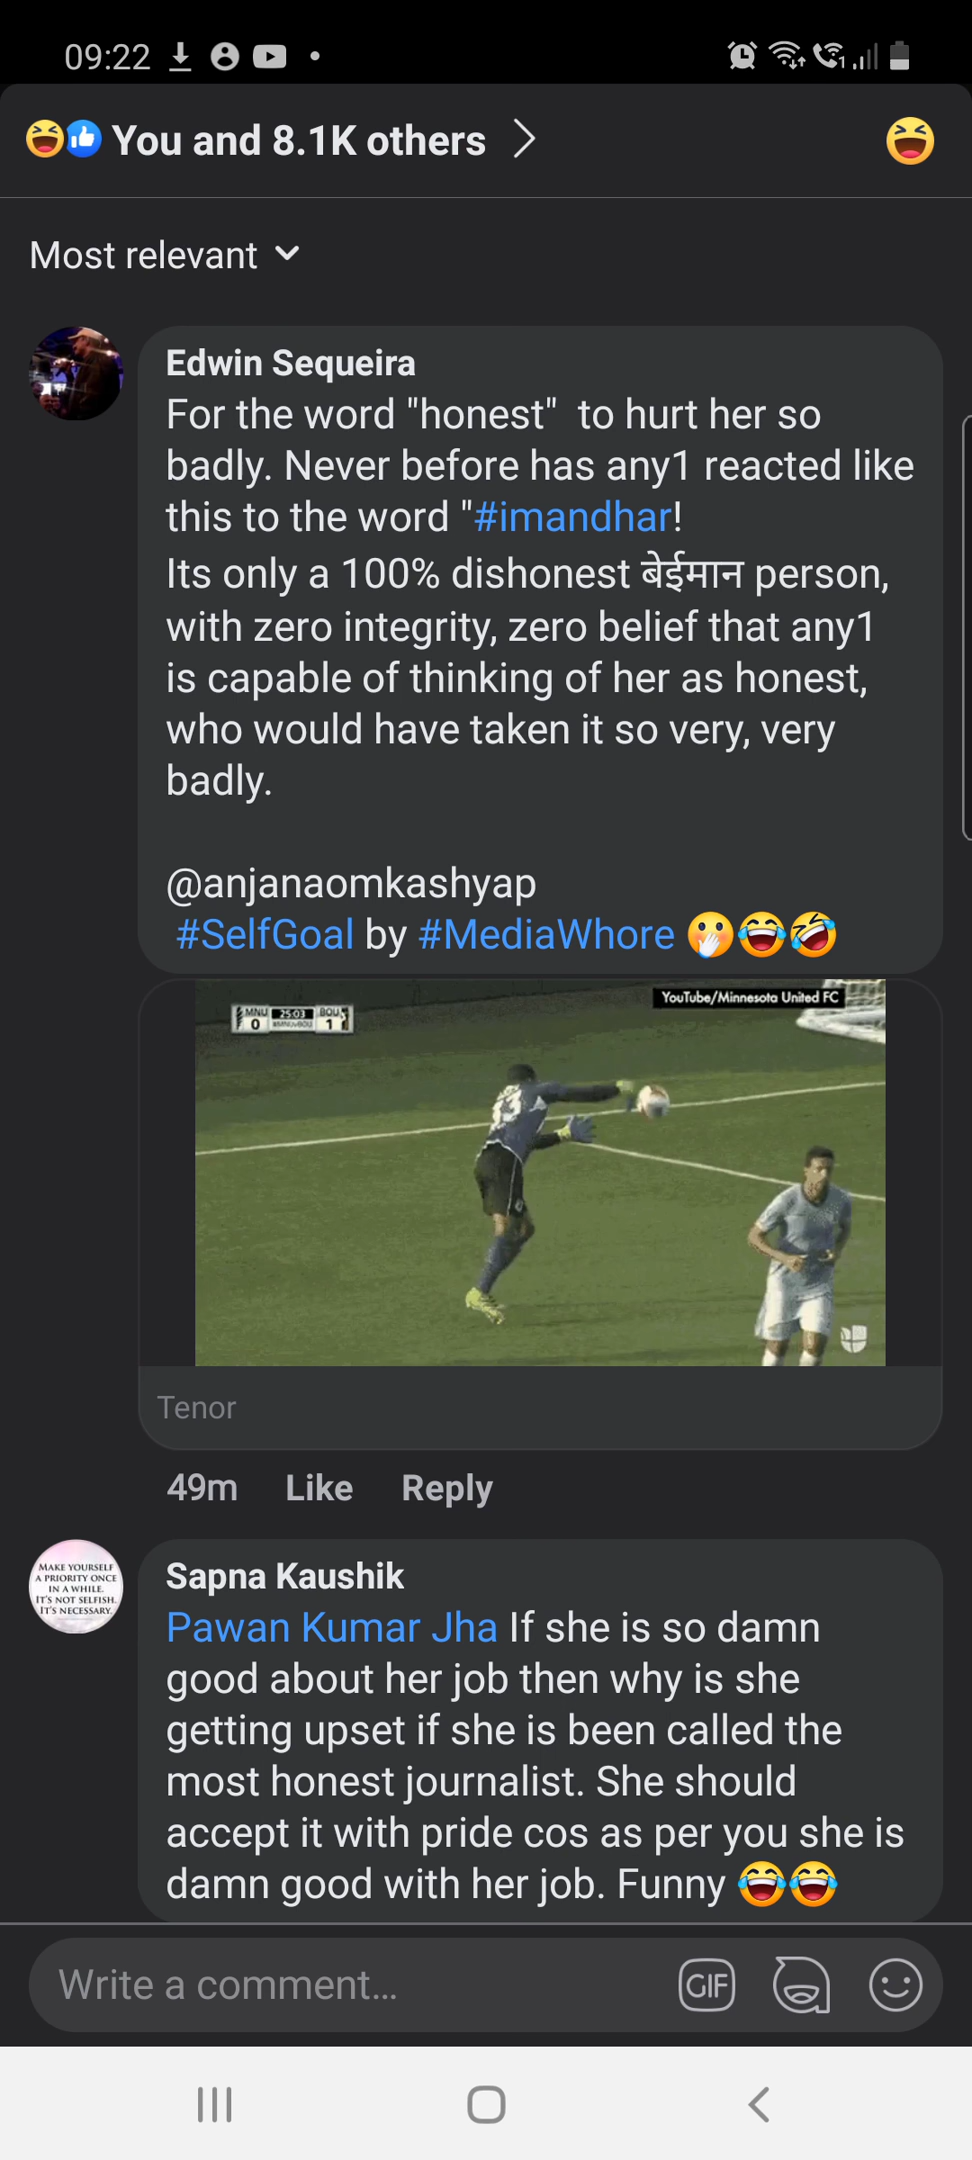 09:22
You and 8.1K others
Most relevant
Edwin Sequeira
For the word "honest"  to hurt her so
badly. Never before has any1 reacted like
this to the word "#imandhar!
Its only a 100% dishonest बेईमान person,
with zero integrity, zero belief that any1
is capable of thinking of her as honest,
who would have taken it so very, very
badly.
@anjanaomkashyap
#SelfGoal by #MediaWhore
YouTube/Minnesota United FC
MNU 25:03 BOU
0 #MNUvBOU 1
33
Tenor
49m Like Reply
MAKE YOURSELF
A PRIORITY ONCE
IN A WHILE.
IT'S NOT SELFISH.
IT'S NECESSARY.
Sapna Kaushik
Pawan Kumar Jha If she is so damn
good about her job then why is she
getting upset if she is been called the
most honest journalist. She should
accept it with pride cos as per you she is
damn good with her job. Funny
Write a comment...
GIF